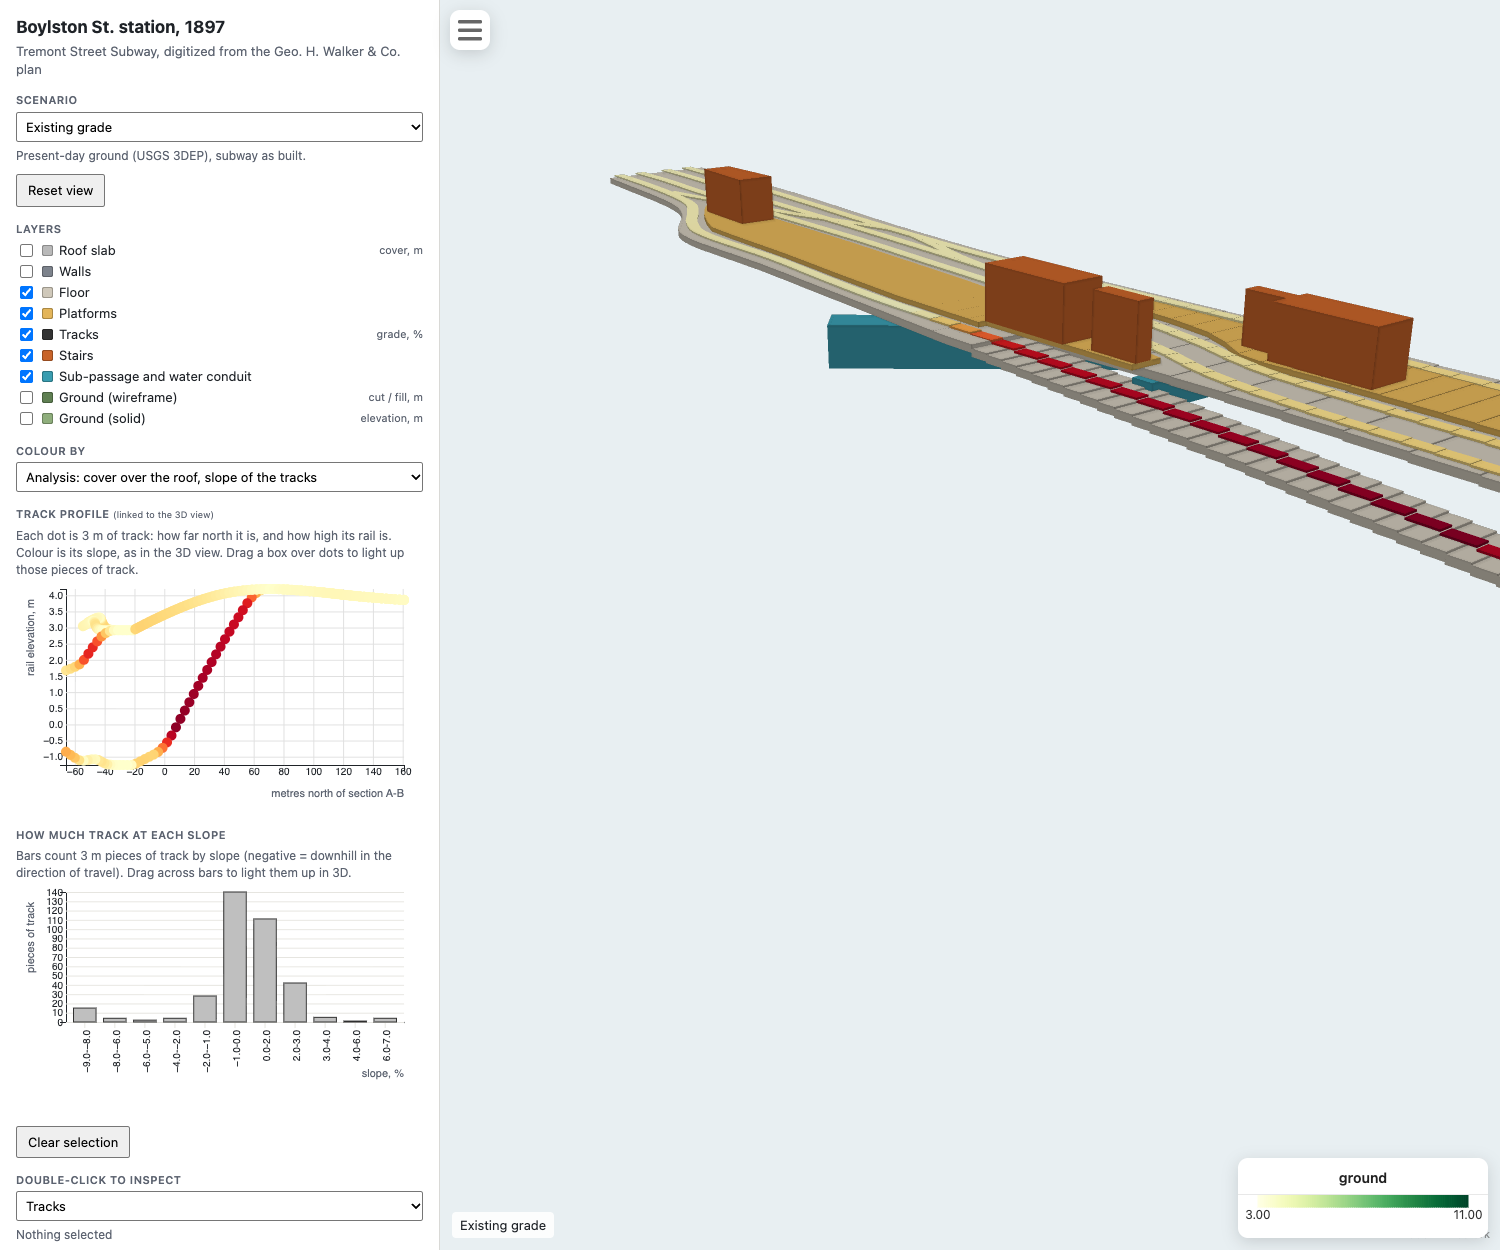 Boylston St. station, 1897
Tremont Street Subway, digitized from the Geo. H. Walker & Co.
plan
SCENARIO
Existing grade
Present-day ground (USGS 3DEP), subway as built.
Reset view
LAYERS
Roof slab cover, m
Walls
Floor
Platforms
Tracks grade, %
Stairs
Sub-passage and water conduit
Ground (wireframe) cut / fill, m
Ground (solid) elevation, m
COLOUR BY
Analysis: cover over the roof, slope of the tracks
TRACK PROFILE (linked to the 3D view)
Each dot is 3 m of track: how far north it is, and how high its rail is.
Colour is its slope, as in the 3D view. Drag a box over dots to light up
those pieces of track.
rail elevation, m
4.0
3.5
3.0
2.5
2.0
1.5
1.0
0.5
0.0
−0.5
−1.0
−60 −40 −20 0 20 40 60 80 100 120 140 160
metres north of section A-B
HOW MUCH TRACK AT EACH SLOPE
Bars count 3 m pieces of track by slope (negative = downhill in the
direction of travel). Drag across bars to light them up in 3D.
pieces of track
140
130
120
110
100
90
80
70
60
50
40
30
20
10
0
−9.0-−8.0 −8.0-−6.0 −6.0-−5.0 −4.0-−2.0 −2.0-−1.0 −1.0-0.0 0.0-2.0 2.0-3.0 3.0-4.0 4.0-6.0 6.0-7.0
slope, %
Clear selection
DOUBLE-CLICK TO INSPECT
Tracks
Nothing selected
Existing grade
ground
3.00 11.00